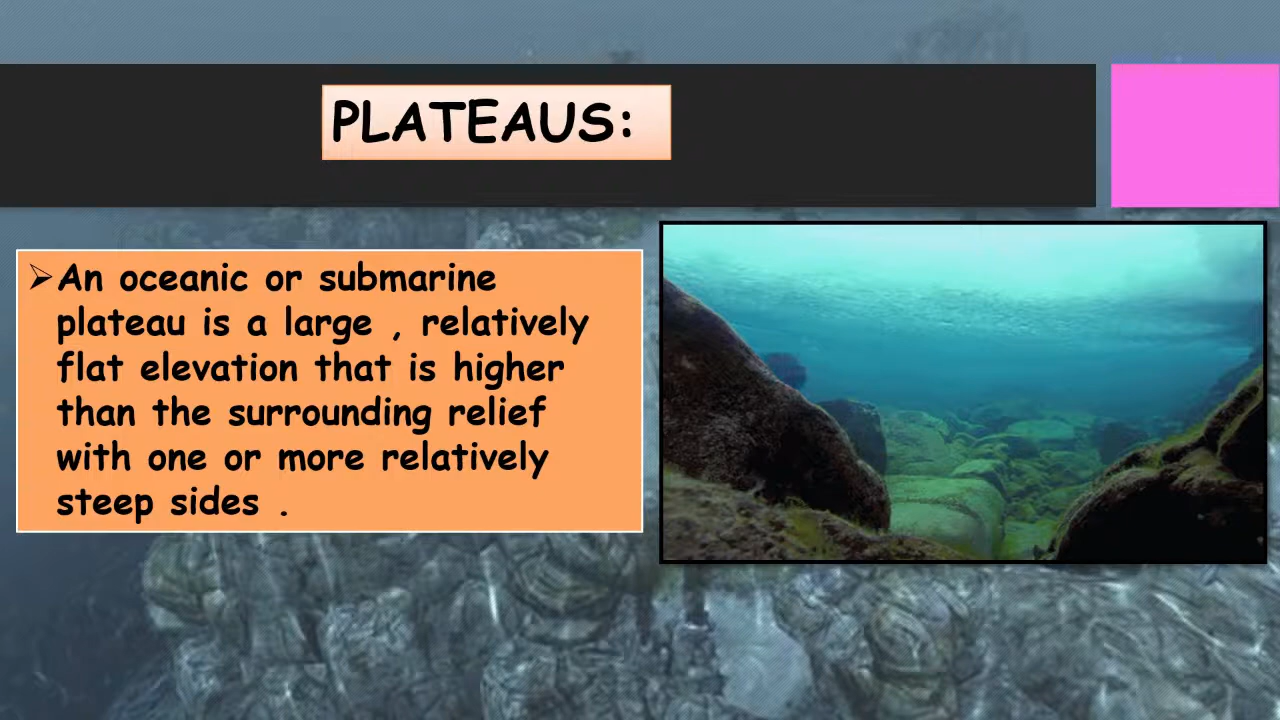 PLATEAUS:
➢An oceanic or submarine
plateau is a large , relatively
flat elevation that is higher
than the surrounding relief
with one or more relatively
steep sides .